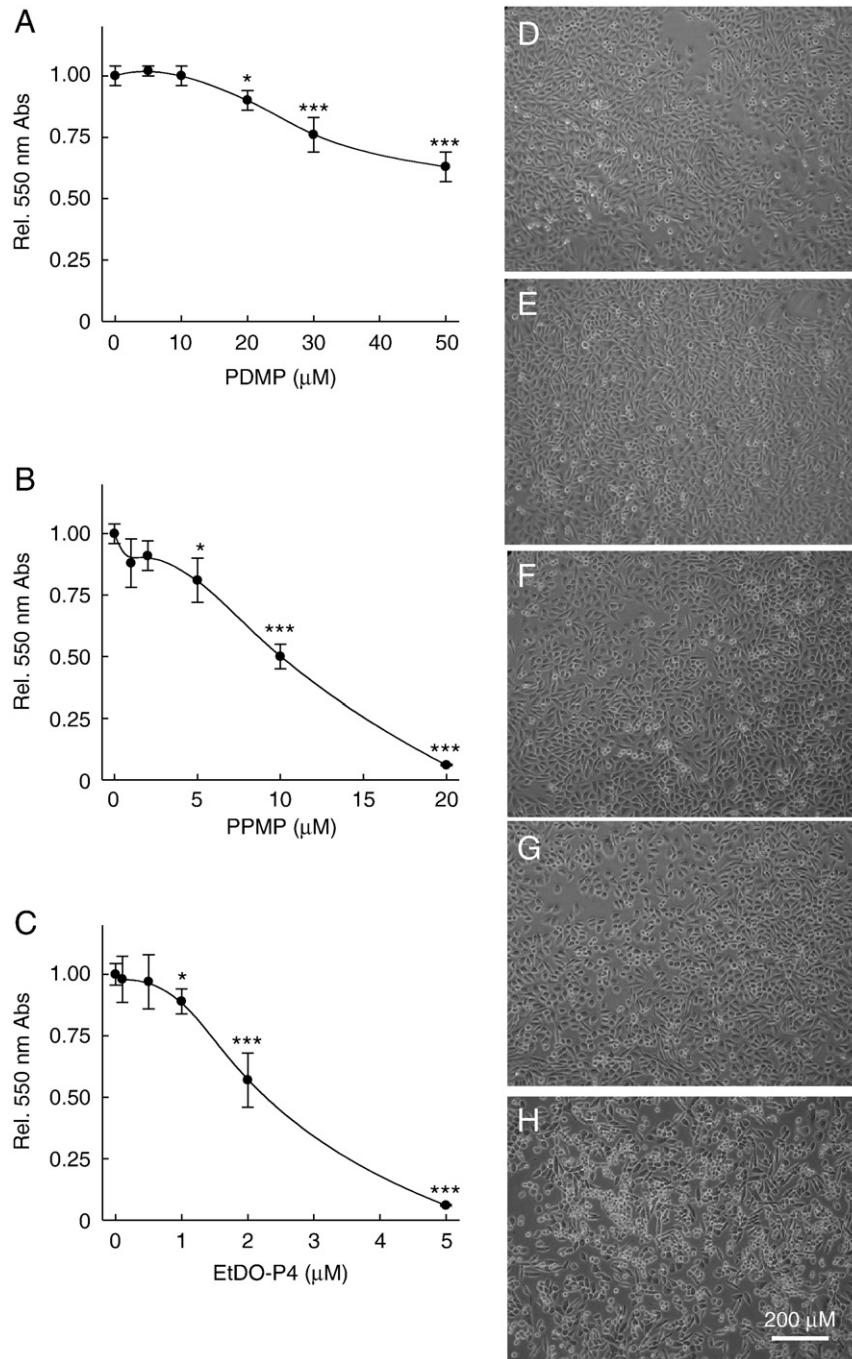 A
1.00
0.75
0.50
0.25
0
Rel. 550 nm Abs
*
***
***
0 10 20 30 40 50
PDMP (μM)
B
1.00
0.75
0.50
0.25
0
Rel. 550 nm Abs
*
***
***
0 5 10 15 20
PPMP (μM)
C
1.00
0.75
0.50
0.25
0
Rel. 550 nm Abs
*
***
***
0 1 2 3 4 5
EtDO-P4 (μM)
D
E
F
G
H
200 μM